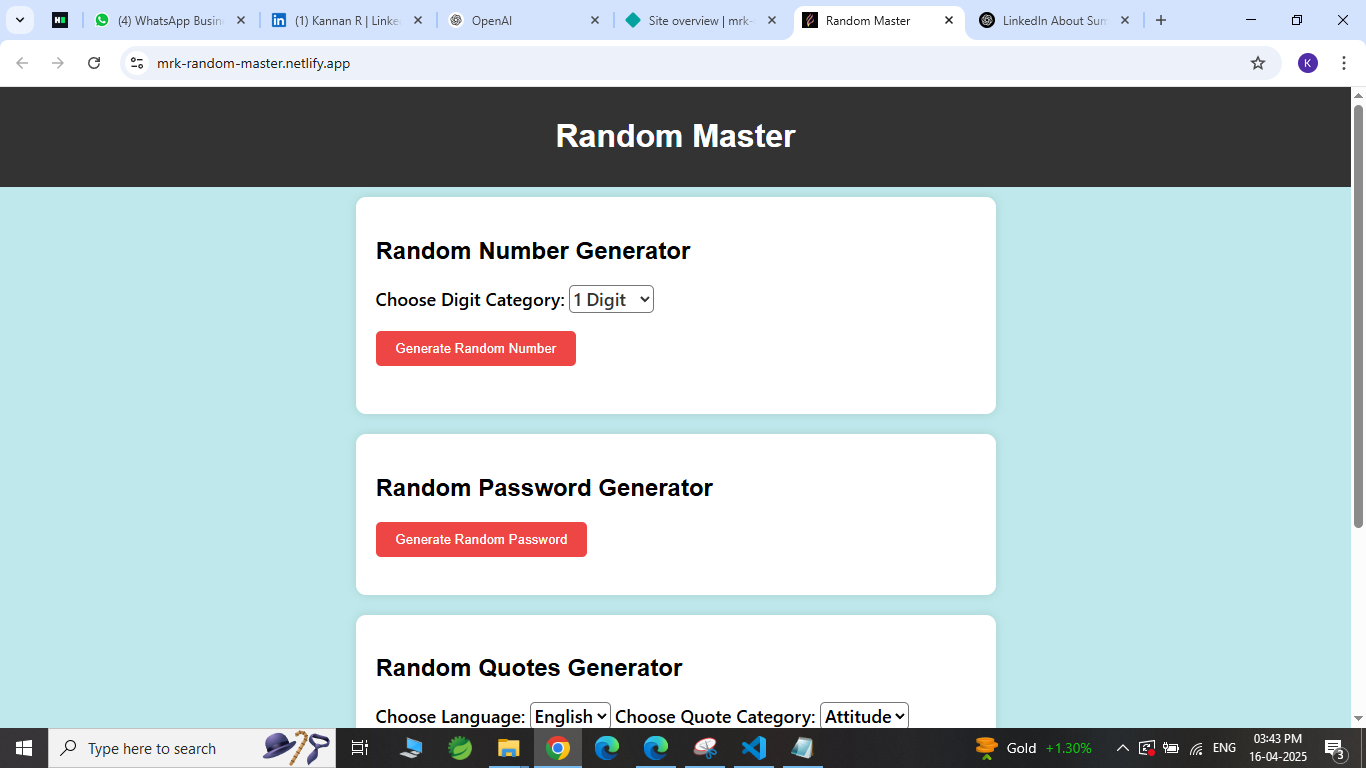 (4) WhatsApp Busin
(1) Kannan R | Linke
OpenAI
Site overview | mrk-
Random Master
LinkedIn About Sum
mrk-random-master.netlify.app
K
Random Master
Random Number Generator
Choose Digit Category: 1 Digit
Generate Random Number
Random Password Generator
Generate Random Password
Random Quotes Generator
Choose Language: English Choose Quote Category: Attitude
Type here to search
Gold +1.30%
ENG
03:43 PM
16-04-2025
3